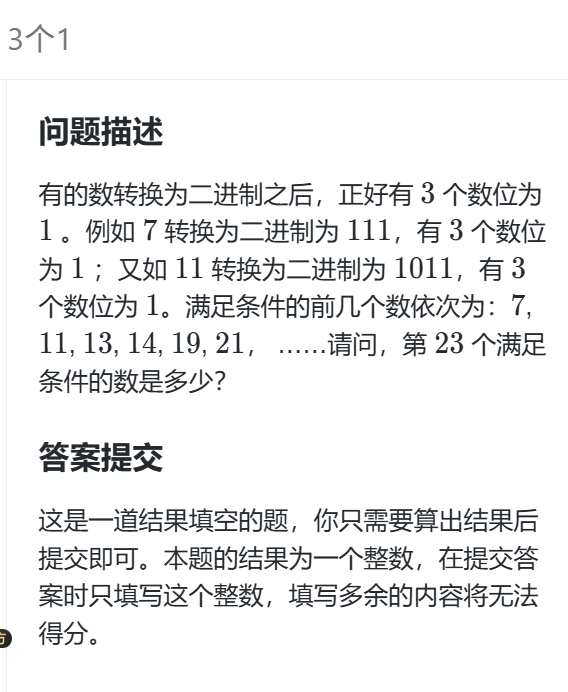 3个1
问题描述
有的数转换为二进制之后，正好有 3 个数位为
1 。例如 7 转换为二进制为 111，有 3 个数位
为 1 ；又如 11 转换为二进制为 1011，有 3
个数位为 1。满足条件的前几个数依次为：7,
11, 13, 14, 19, 21， ……请问，第 23 个满足
条件的数是多少？
答案提交
这是一道结果填空的题，你只需要算出结果后
提交即可。本题的结果为一个整数，在提交答
案时只填写这个整数，填写多余的内容将无法
得分。